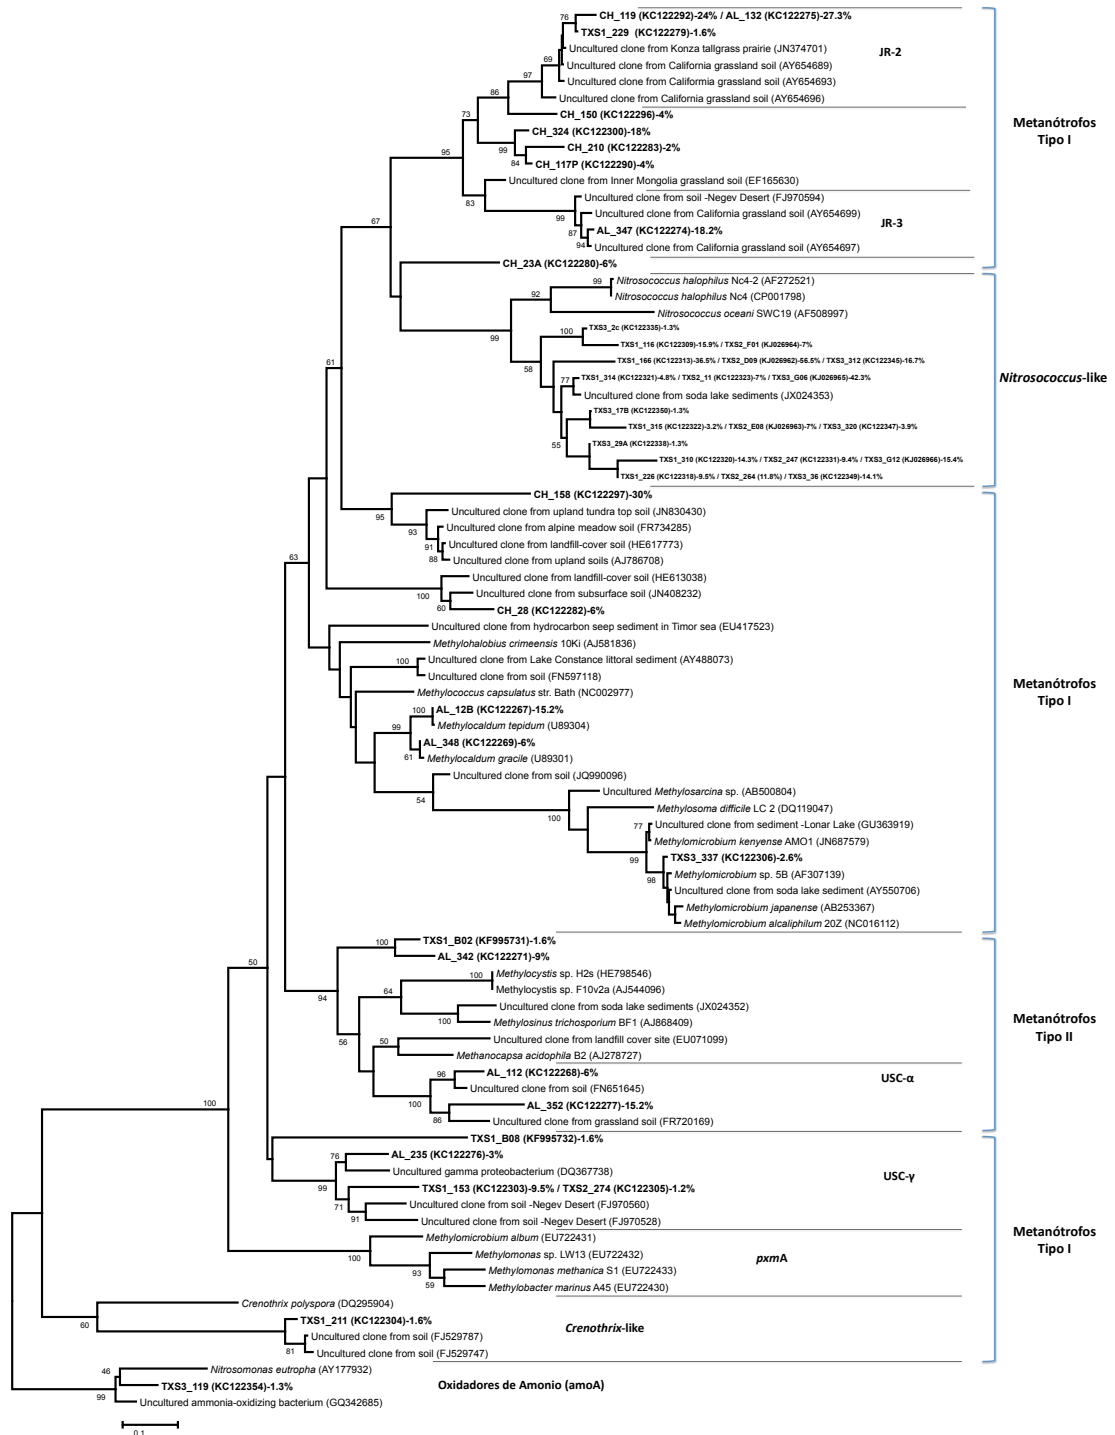 76
CH_119 (KC122292)-24% / AL_132 (KC122275)-27.3%
TXS1_229 (KC122279)-1.6%
Uncultured clone from Konza tallgrass prairie (JN374701)
JR-2
69
Uncultured clone from California grassland soil (AY654689)
97
Uncultured clone from California grassland soil (AY654693)
86
Uncultured clone from California grassland soil (AY654696)
73
CH_150 (KC122296)-4%
Metanótrofos
Tipo I
CH_324 (KC122300)-18%
99
CH_210 (KC122283)-2%
95
84
CH_117P (KC122290)-4%
Uncultured clone from Inner Mongolia grassland soil (EF165630)
83
Uncultured clone from soil -Negev Desert (FJ970594)
99
Uncultured clone from California grassland soil (AY654699)
JR-3
67
87
AL_347 (KC122274)-18.2%
94
Uncultured clone from California grassland soil (AY654697)
CH_23A (KC122280)-6%
99
Nitrosococcus halophilus Nc4-2 (AF272521)
92
Nitrosococcus halophilus Nc4 (CP001798)
Nitrosococcus oceani SWC19 (AF508997)
99
100
TXS3_2c (KC122335)-1.3%
TXS1_116 (KC122309)-15.9% / TXS2_F01 (KJ026964)-7%
61
58
TXS1_166 (KC122313)-36.5% / TXS2_D09 (KJ026962)-56.5% / TXS3_312 (KC122345)-16.7%
Nitrosococcus-like
77
TXS1_314 (KC122321)-4.8% / TXS2_11 (KC122323)-7% / TXS3_G06 (KJ026965)-42.3%
Uncultured clone from soda lake sediments (JX024353)
TXS3_17B (KC122350)-1.3%
TXS1_315 (KC122322)-3.2% / TXS2_E08 (KJ026963)-7% / TXS3_320 (KC122347)-3.9%
55
TXS3_29A (KC122338)-1.3%
TXS1_310 (KC122320)-14.3% / TXS2_247 (KC122331)-9.4% / TXS3_G12 (KJ026966)-15.4%
TXS1_226 (KC122318)-9.5% / TXS2_264 (11.8%) / TXS3_36 (KC122349)-14.1%
CH_158 (KC122297)-30%
95
Uncultured clone from upland tundra top soil (JN830430)
93
Uncultured clone from alpine meadow soil (FR734285)
91
Uncultured clone from landfill-cover soil (HE617773)
63
88
Uncultured clone from upland soils (AJ786708)
Uncultured clone from landfill-cover soil (HE613038)
100
Uncultured clone from subsurface soil (JN408232)
60
CH_28 (KC122282)-6%
Uncultured clone from hydrocarbon seep sediment in Timor sea (EU417523)
Methylohalobius crimeensis 10Ki (AJ581836)
100
Uncultured clone from Lake Constance littoral sediment (AY488073)
Uncultured clone from soil (FN597118)
Metanótrofos
Tipo I
Methylococcus capsulatus str. Bath (NC002977)
100
AL_12B (KC122267)-15.2%
99
Methylocaldum tepidum (U89304)
AL_348 (KC122269)-6%
61
Methylocaldum gracile (U89301)
Uncultured clone from soil (JQ990096)
54
Uncultured Methylosarcina sp. (AB500804)
100
Methylosoma difficile LC 2 (DQ119047)
77
Uncultured clone from sediment -Lonar Lake (GU363919)
Methylomicrobium kenyense AMO1 (JN687579)
99
TXS3_337 (KC122306)-2.6%
98
Methylomicrobium sp. 5B (AF307139)
Uncultured clone from soda lake sediment (AY550706)
Methylomicrobium japanense (AB253367)
Methylomicrobium alcaliphilum 20Z (NC016112)
100
TXS1_B02 (KF995731)-1.6%
AL_342 (KC122271)-9%
50
100
Methylocystis sp. H2s (HE798546)
94
64
Methylocystis sp. F10v2a (AJ544096)
Uncultured clone from soda lake sediments (JX024352)
100
Methylosinus trichosporium BF1 (AJ868409)
Metanótrofos
Tipo II
56
50
Uncultured clone from landfill cover site (EU071099)
Methanocapsa acidophila B2 (AJ278727)
96
AL_112 (KC122268)-6%
USC-α
Uncultured clone from soil (FN651645)
100
100
AL_352 (KC122277)-15.2%
86
Uncultured clone from grassland soil (FR720169)
TXS1_B08 (KF995732)-1.6%
76
AL_235 (KC122276)-3%
Uncultured gamma proteobacterium (DQ367738)
USC-γ
99
TXS1_153 (KC122303)-9.5% / TXS2_274 (KC122305)-1.2%
71
Uncultured clone from soil -Negev Desert (FJ970560)
91
Uncultured clone from soil -Negev Desert (FJ970528)
Metanótrofos
Tipo I
Methylomicrobium album (EU722431)
100
Methylomonas sp. LW13 (EU722432)
pxmA
93
Methylomonas methanica S1 (EU722433)
59
Methylobacter marinus A45 (EU722430)
Crenothrix polyspora (DQ295904)
60
TXS1_211 (KC122304)-1.6%
Crenothrix-like
Uncultured clone from soil (FJ529787)
81
Uncultured clone from soil (FJ529747)
46
Nitrosomonas eutropha (AY177932)
TXS3_119 (KC122354)-1.3%
Oxidadores de Amonio (amoA)
99
Uncultured ammonia-oxidizing bacterium (GQ342685)
0.1